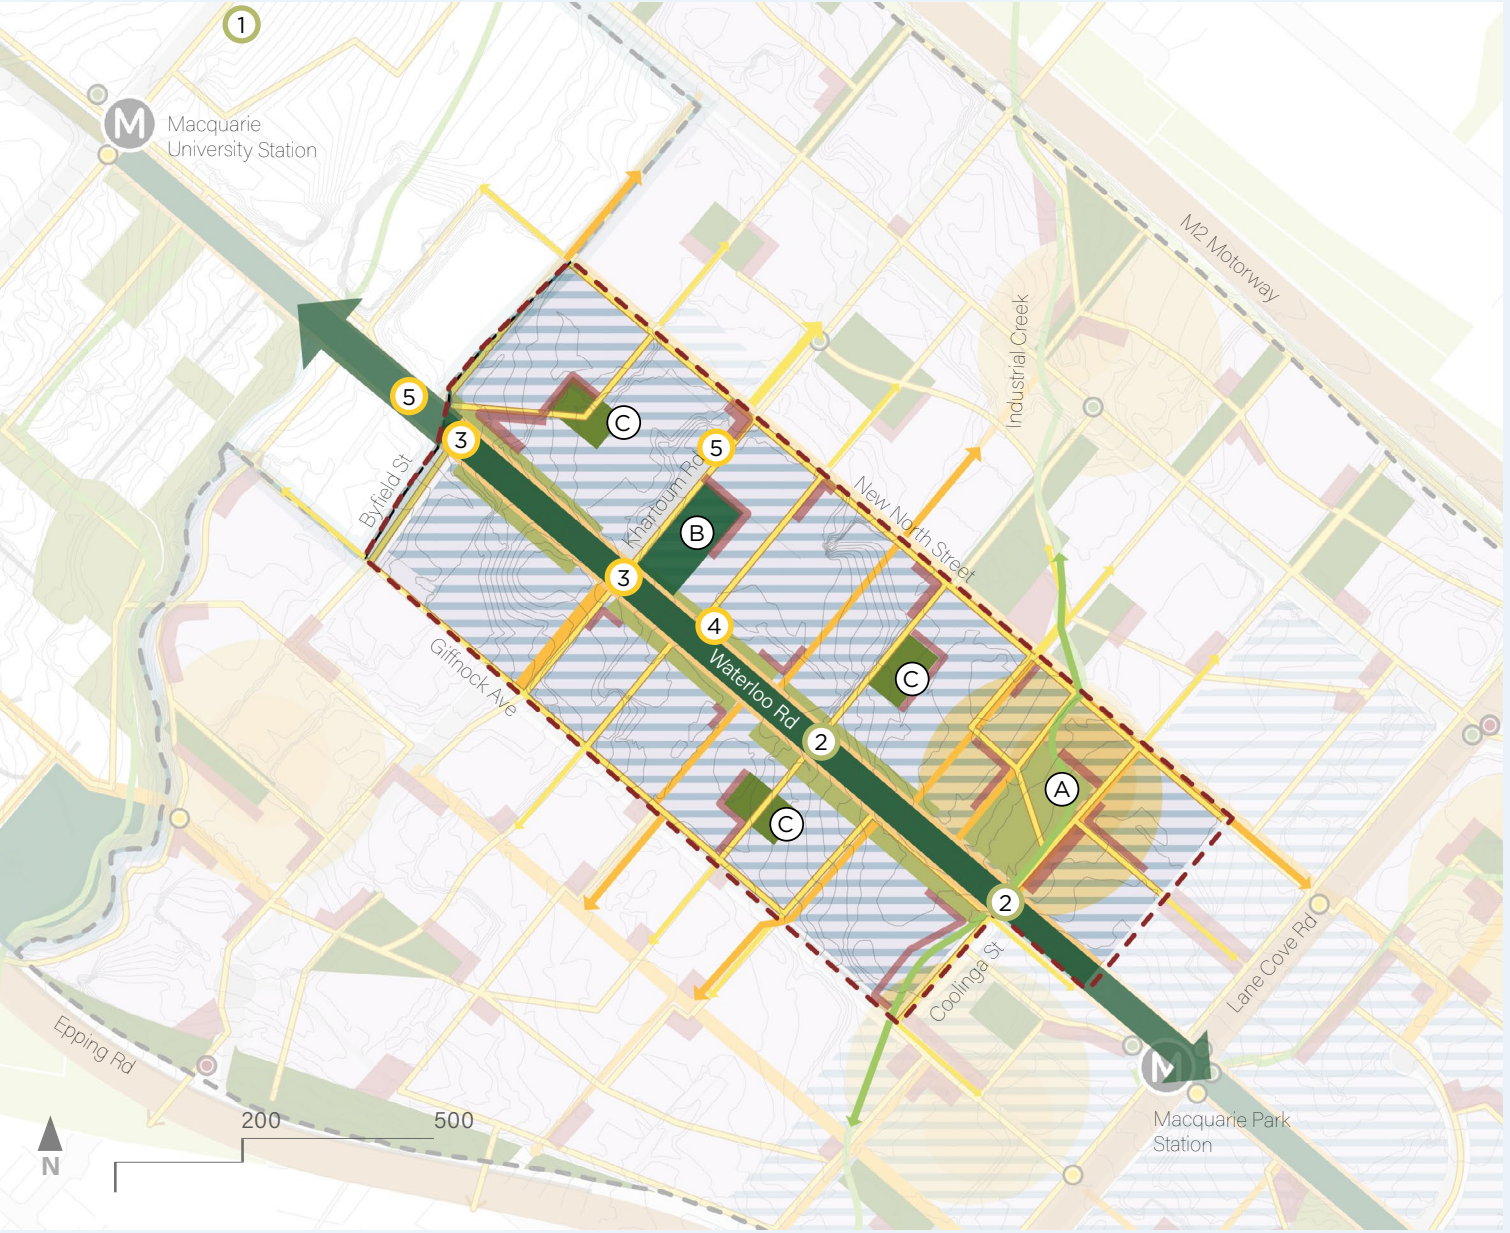 1
M
Macquarie
University Station
M2 Motorway
Industrial Creek
5
3
C
5
Khartoum Rd
Byfield St
B
New North Street
3
4
Giffnock Ave
Waterloo Rd
C
2
A
C
2
Coolinga St
Lane Cove Rd
Epping Rd
M
Macquarie Park
Station
200
500
N